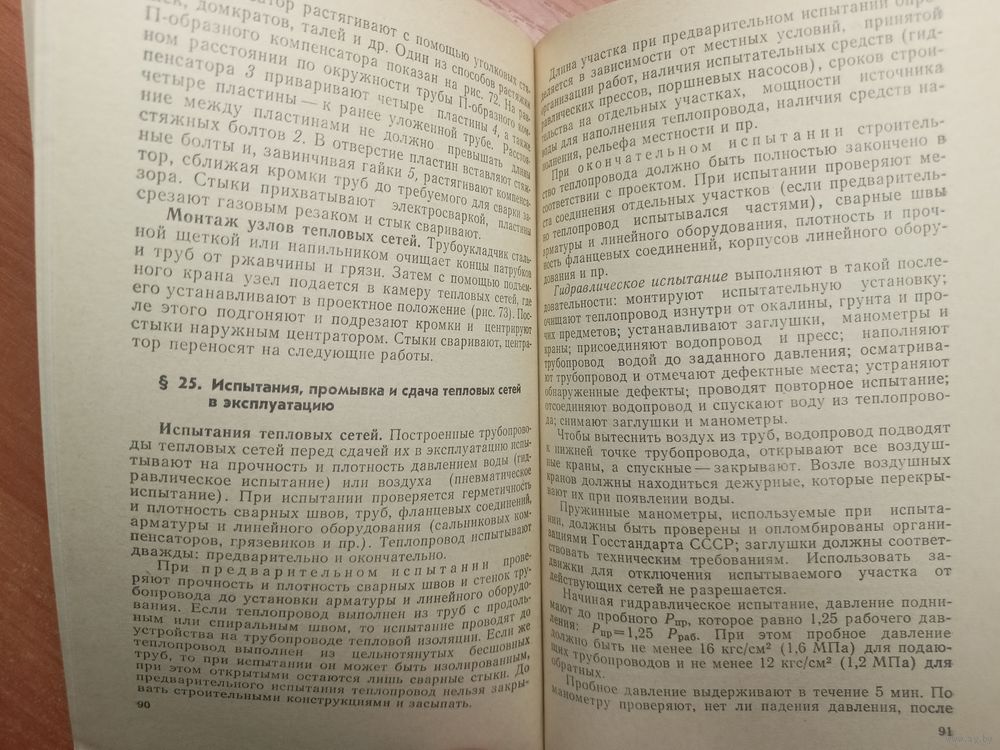 растягивают с помощью уголковых стя-
домкратов, талей и др. Один из способов растяжки
П-образного компенсатора показан на рис. 72. На рав-
ном расстоянии по окружности трубы П-образного ком-
пенсатора 3 приваривают четыре пластины 4, а также
четыре пластины — к ранее уложенной трубе. Расстоя-
ние между пластинами не должно превышать длины
стяжных болтов 2. В отверстие пластин вставляют стяж-
ные болты и, завинчивая гайки 5, растягивают компенса-
тор, сближая кромки труб до требуемого для сварки за-
зора. Стыки прихватывают электросваркой, пластины
срезают газовым резаком и стык сваривают.
Монтаж узлов тепловых сетей. Трубоукладчик сталь-
ной щеткой или напильником очищает концы патрубков
и труб от ржавчины и грязи. Затем с помощью подъем-
ного крана узел подается в камеру тепловых сетей, где
его устанавливают в проектное положение (рис. 73). Пос-
ле этого подгоняют и подрезают кромки и центрируют
стыки наружным центратором. Стыки сваривают, центра-
тор переносят на следующие работы.
§ 25. Испытания, промывка и сдача тепловых сетей
в эксплуатацию
Испытания тепловых сетей. Построенные трубопрово-
ды тепловых сетей перед сдачей их в эксплуатацию испы-
тывают на прочность и плотность давлением воды (гид-
равлическое испытание) или воздуха (пневматическое
испытание). При испытании проверяется герметичность
и плотность сварных швов, труб, фланцевых соединений,
арматуры и линейного оборудования (сальниковых ком-
пенсаторов, грязевиков и пр.). Теплопровод испытывают
дважды: предварительно и окончательно.
При предварительном испытании прове-
ряют прочность и плотность сварных швов и стенок тру-
бопровода до установки арматуры и линейного оборудо-
вания. Если теплопровод выполнен из труб с продоль-
ным или спиральным швом, то испытание проводят до
устройства на трубопроводе тепловой изоляции. Если же
теплопровод выполнен из цельнотянутых бесшовных
труб, то при испытании он может быть изолированным,
при этом открытыми остаются лишь сварные стыки. До
предварительного испытания теплопровод нельзя закры-
вать строительными конструкциями и засыпать.
90
Длина участка при предварительном испытании опре-
деляется в зависимости от местных условий, принятой
организации работ, наличия испытательных средств (гид-
равлических прессов, поршневых насосов), сроков строи-
тельства на отдельных участках, мощности источника
воды для наполнения теплопровода, наличия средств на-
полнения, рельефа местности и пр.
При окончательном испытании строитель-
ство теплопровода должно быть полностью закончено в
соответствии с проектом. При испытании проверяют ме-
ста соединения отдельных участков (если предваритель-
но теплопровод испытывался частями), сварные швы
арматуры и линейного оборудования, плотность и проч-
ность фланцевых соединений, корпусов линейного обору-
дования и пр.
Гидравлическое испытание выполняют в такой после-
довательности: монтируют испытательную установку;
очищают теплопровод изнутри от окалины, грунта и про-
чих предметов; устанавливают заглушки, манометры и
краны; присоединяют водопровод и пресс; наполняют
трубопровод водой до заданного давления; осматрива-
ют трубопровод и отмечают дефектные места; устраняют
обнаруженные дефекты; проводят повторное испытание;
отсоединяют водопровод и спускают воду из теплопрово-
да; снимают заглушки и манометры.
Чтобы вытеснить воздух из труб, водопровод подводят
к нижней точке трубопровода, открывают все воздуш-
ные краны, а спускные — закрывают. Возле воздушных
кранов должны находиться дежурные, которые перекры-
вают их при появлении воды.
Пружинные манометры, используемые при испыта-
нии, должны быть проверены и опломбированы органи-
зациями Госстандарта СССР; заглушки должны соответ-
ствовать техническим требованиям. Использовать за-
движки для отключения испытываемого участка от
действующих сетей не разрешается.
Начиная гидравлическое испытание, давление подни-
мают до пробного Pпр, которое равно 1,25 рабочего дав-
ления: Pпр=1,25 Pраб. При этом пробное давление
должно быть не менее 16 кгс/см² (1,6 МПа) для подаю-
щих трубопроводов и не менее 12 кгс/см² (1,2 МПа) для
обратных.
Пробное давление выдерживают в течение 5 мин. По
манометру проверяют, нет ли падения давления, после
91